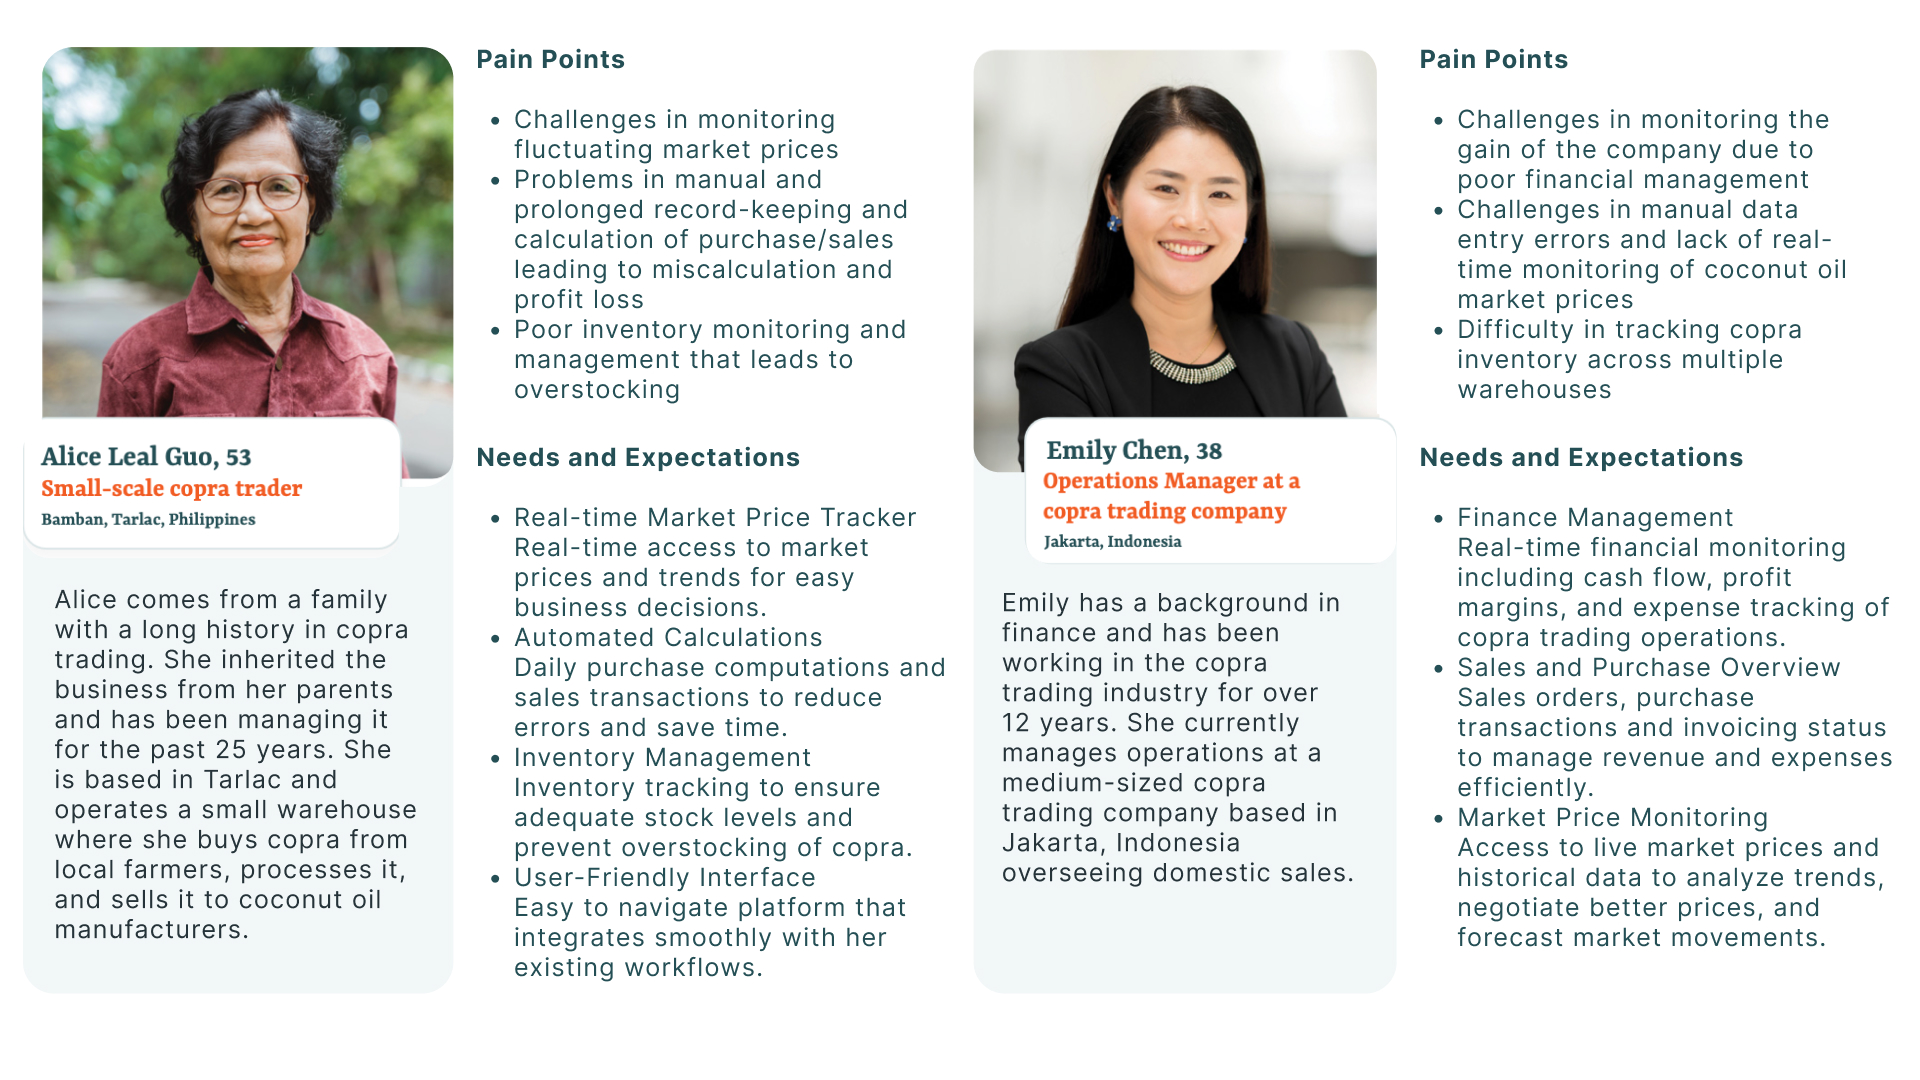 Alice Leal Guo, 53
Small-scale copra trader
Bamban, Tarlac, Philippines
Alice comes from a family
with a long history in copra
trading. She inherited the
business from her parents
and has been managing it
for the past 25 years. She
is based in Tarlac and
operates a small warehouse
where she buys copra from
local farmers, processes it,
and sells it to coconut oil
manufacturers.
Pain Points
• Challenges in monitoring
fluctuating market prices
• Problems in manual and
prolonged record-keeping and
calculation of purchase/sales
leading to miscalculation and
profit loss
• Poor inventory monitoring and
management that leads to
overstocking
Needs and Expectations
• Real-time Market Price Tracker
Real-time access to market
prices and trends for easy
business decisions.
• Automated Calculations
Daily purchase computations and
sales transactions to reduce
errors and save time.
• Inventory Management
Inventory tracking to ensure
adequate stock levels and
prevent overstocking of copra.
• User-Friendly Interface
Easy to navigate platform that
integrates smoothly with her
existing workflows.
Emily Chen, 38
Operations Manager at a
copra trading company
Jakarta, Indonesia
Emily has a background in
finance and has been
working in the copra
trading industry for over
12 years. She currently
manages operations at a
medium-sized copra
trading company based in
Jakarta, Indonesia
overseeing domestic sales.
Pain Points
• Challenges in monitoring the
gain of the company due to
poor financial management
• Challenges in manual data
entry errors and lack of real-
time monitoring of coconut oil
market prices
• Difficulty in tracking copra
inventory across multiple
warehouses
Needs and Expectations
• Finance Management
Real-time financial monitoring
including cash flow, profit
margins, and expense tracking of
copra trading operations.
• Sales and Purchase Overview
Sales orders, purchase
transactions and invoicing status
to manage revenue and expenses
efficiently.
• Market Price Monitoring
Access to live market prices and
historical data to analyze trends,
negotiate better prices, and
forecast market movements.